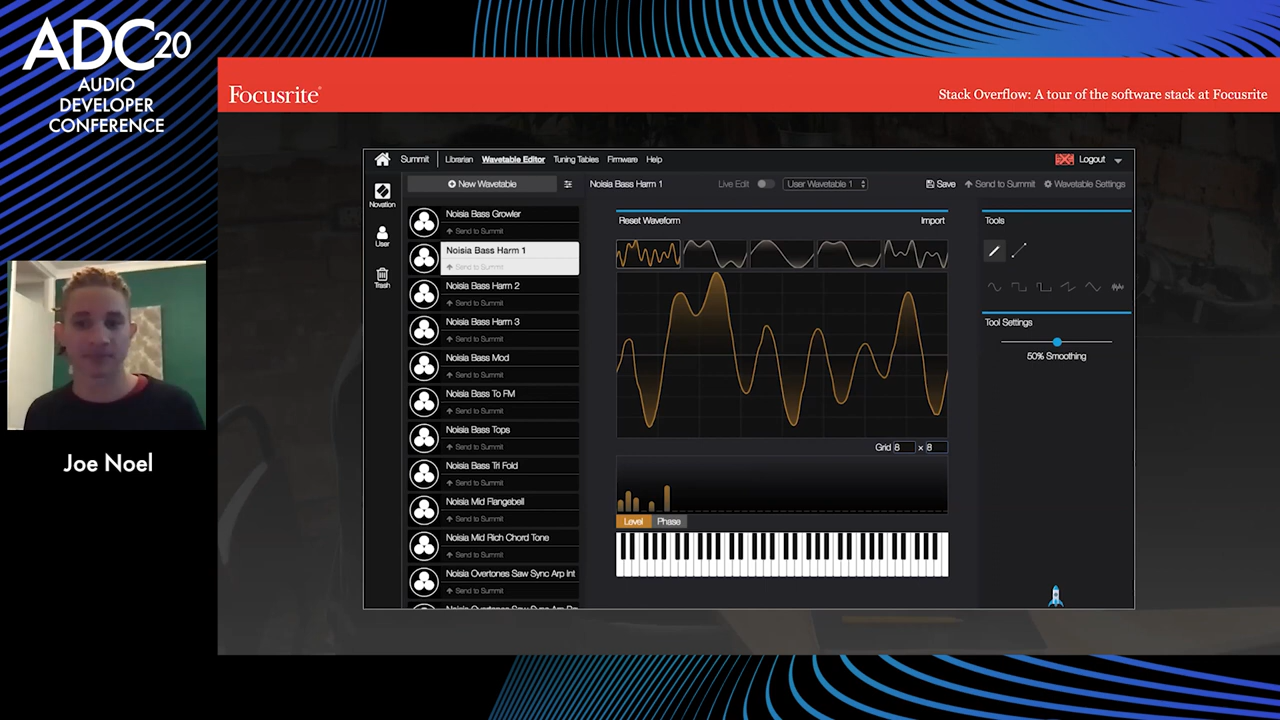 ADC20
AUDIO
DEVELOPER
CONFERENCE
Focusrite
Stack Overflow: A tour of the software stack at Focusrite
Summit Librarian Wavetable Editor Tuning Tables Firmware Help Logout
New Wavetable Noisia Bass Harm 1 Live Edit User Wavetable 1 Save Send to Summit Wavetable Settings
Novation
User
Trash
Noisia Bass Growler
Send to Summit
Noisia Bass Harm 1
Send to Summit
Noisia Bass Harm 2
Send to Summit
Noisia Bass Harm 3
Send to Summit
Noisia Bass Mod
Send to Summit
Noisia Bass To FM
Send to Summit
Noisia Bass Tops
Send to Summit
Noisia Bass Tri Fold
Send to Summit
Noisia Mid Flangebell
Send to Summit
Noisia Mid Rich Chord Tone
Send to Summit
Noisia Overtones Saw Sync Arp Int
Send to Summit
Reset Waveform Import
Grid 8 × 8
Level Phase
Tools
Tool Settings
50% Smoothing
Joe Noel